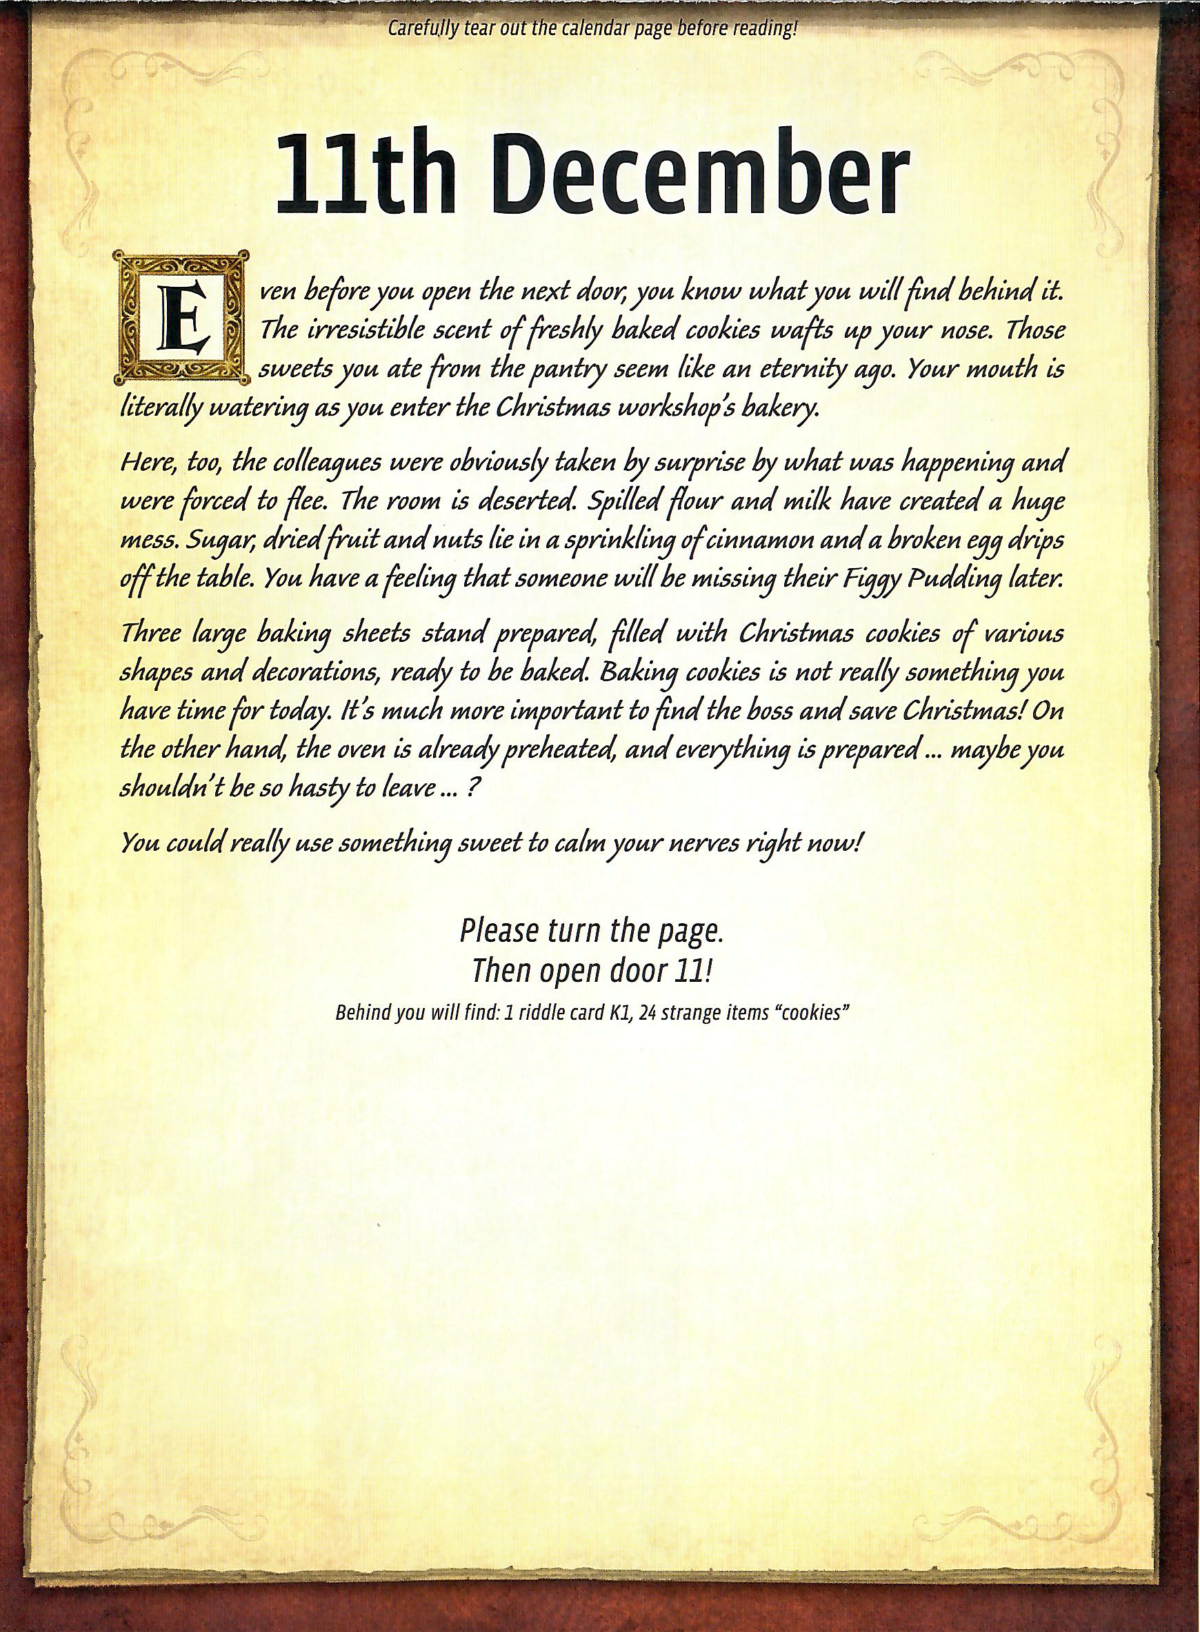 Carefully tear out the calendar page before reading!
11th December
Even before you open the next door, you know what you will find behind it.
The irresistible scent of freshly baked cookies wafts up your nose. Those
sweets you ate from the pantry seem like an eternity ago. Your mouth is
literally watering as you enter the Christmas workshop's bakery.
Here, too, the colleagues were obviously taken by surprise by what was happening and
were forced to flee. The room is deserted. Spilled flour and milk have created a huge
mess. Sugar, dried fruit and nuts lie in a sprinkling of cinnamon and a broken egg drips
off the table. You have a feeling that someone will be missing their Figgy Pudding later.
Three large baking sheets stand prepared, filled with Christmas cookies of various
shapes and decorations, ready to be baked. Baking cookies is not really something you
have time for today. It's much more important to find the boss and save Christmas! On
the other hand, the oven is already preheated, and everything is prepared ... maybe you
shouldn't be so hasty to leave ... ?
You could really use something sweet to calm your nerves right now!
Please turn the page.
Then open door 11!
Behind you will find: 1 riddle card K1, 24 strange items “cookies”